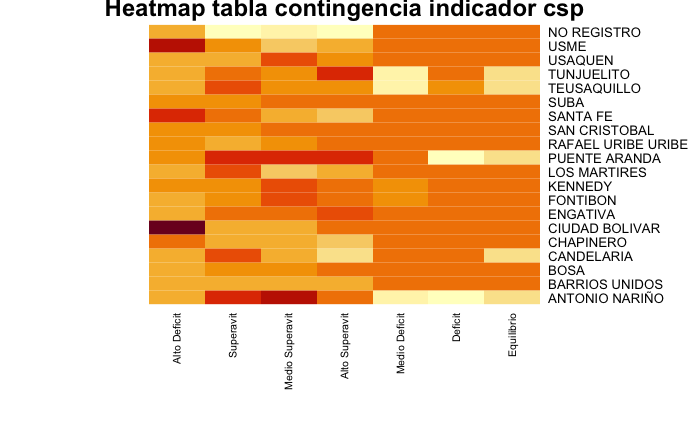 Heatmap tabla contingencia indicador csp
NO REGISTRO
USME
USAQUEN
TUNJUELITO
TEUSAQUILLO
SUBA
SANTA FE
SAN CRISTOBAL
RAFAEL URIBE URIBE
PUENTE ARANDA
LOS MARTIRES
KENNEDY
FONTIBON
ENGATIVA
CIUDAD BOLIVAR
CHAPINERO
CANDELARIA
BOSA
BARRIOS UNIDOS
ANTONIO NARIÑO
Alto Deficit
Superavit
Medio Superavit
Alto Superavit
Medio Deficit
Deficit
Equilibrio